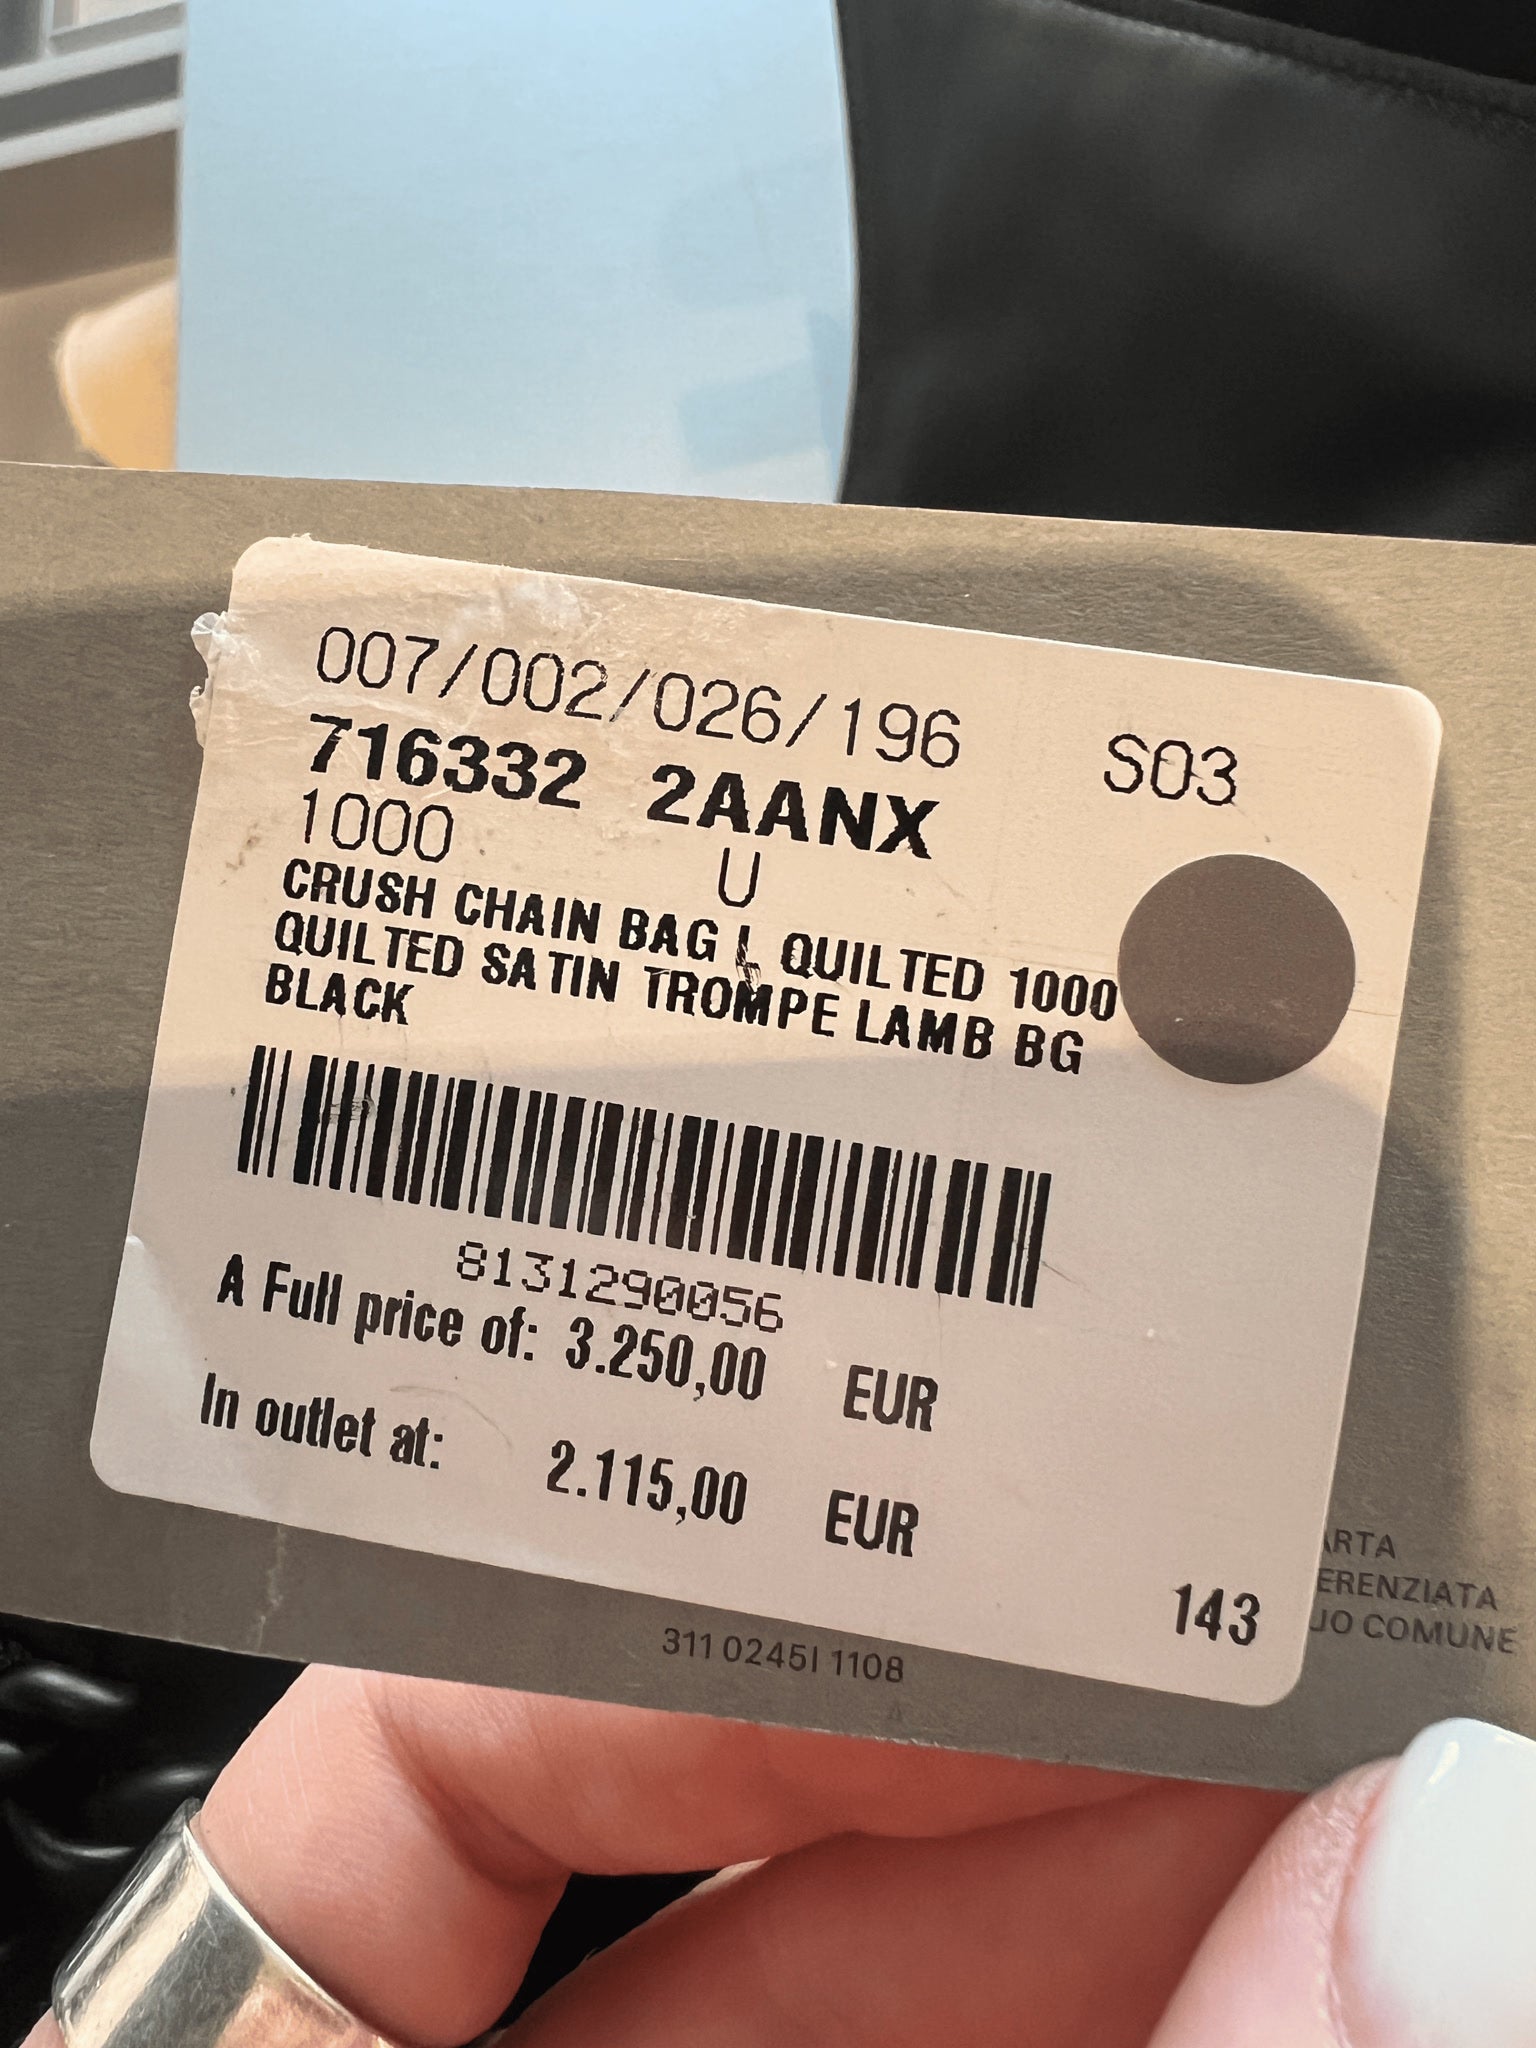 007/002/026/196 S03
716332 2AANX
1000 U
CRUSH CHAIN BAG L QUILTED 1000
QUILTED SATIN TROMPE LAMB BG
BLACK
8131290056
A Full price of: 3.250,00 EUR
In outlet at: 2.115,00 EUR
143
ARTA
ERENZIATA
UO COMUNE
311 0245I 1108